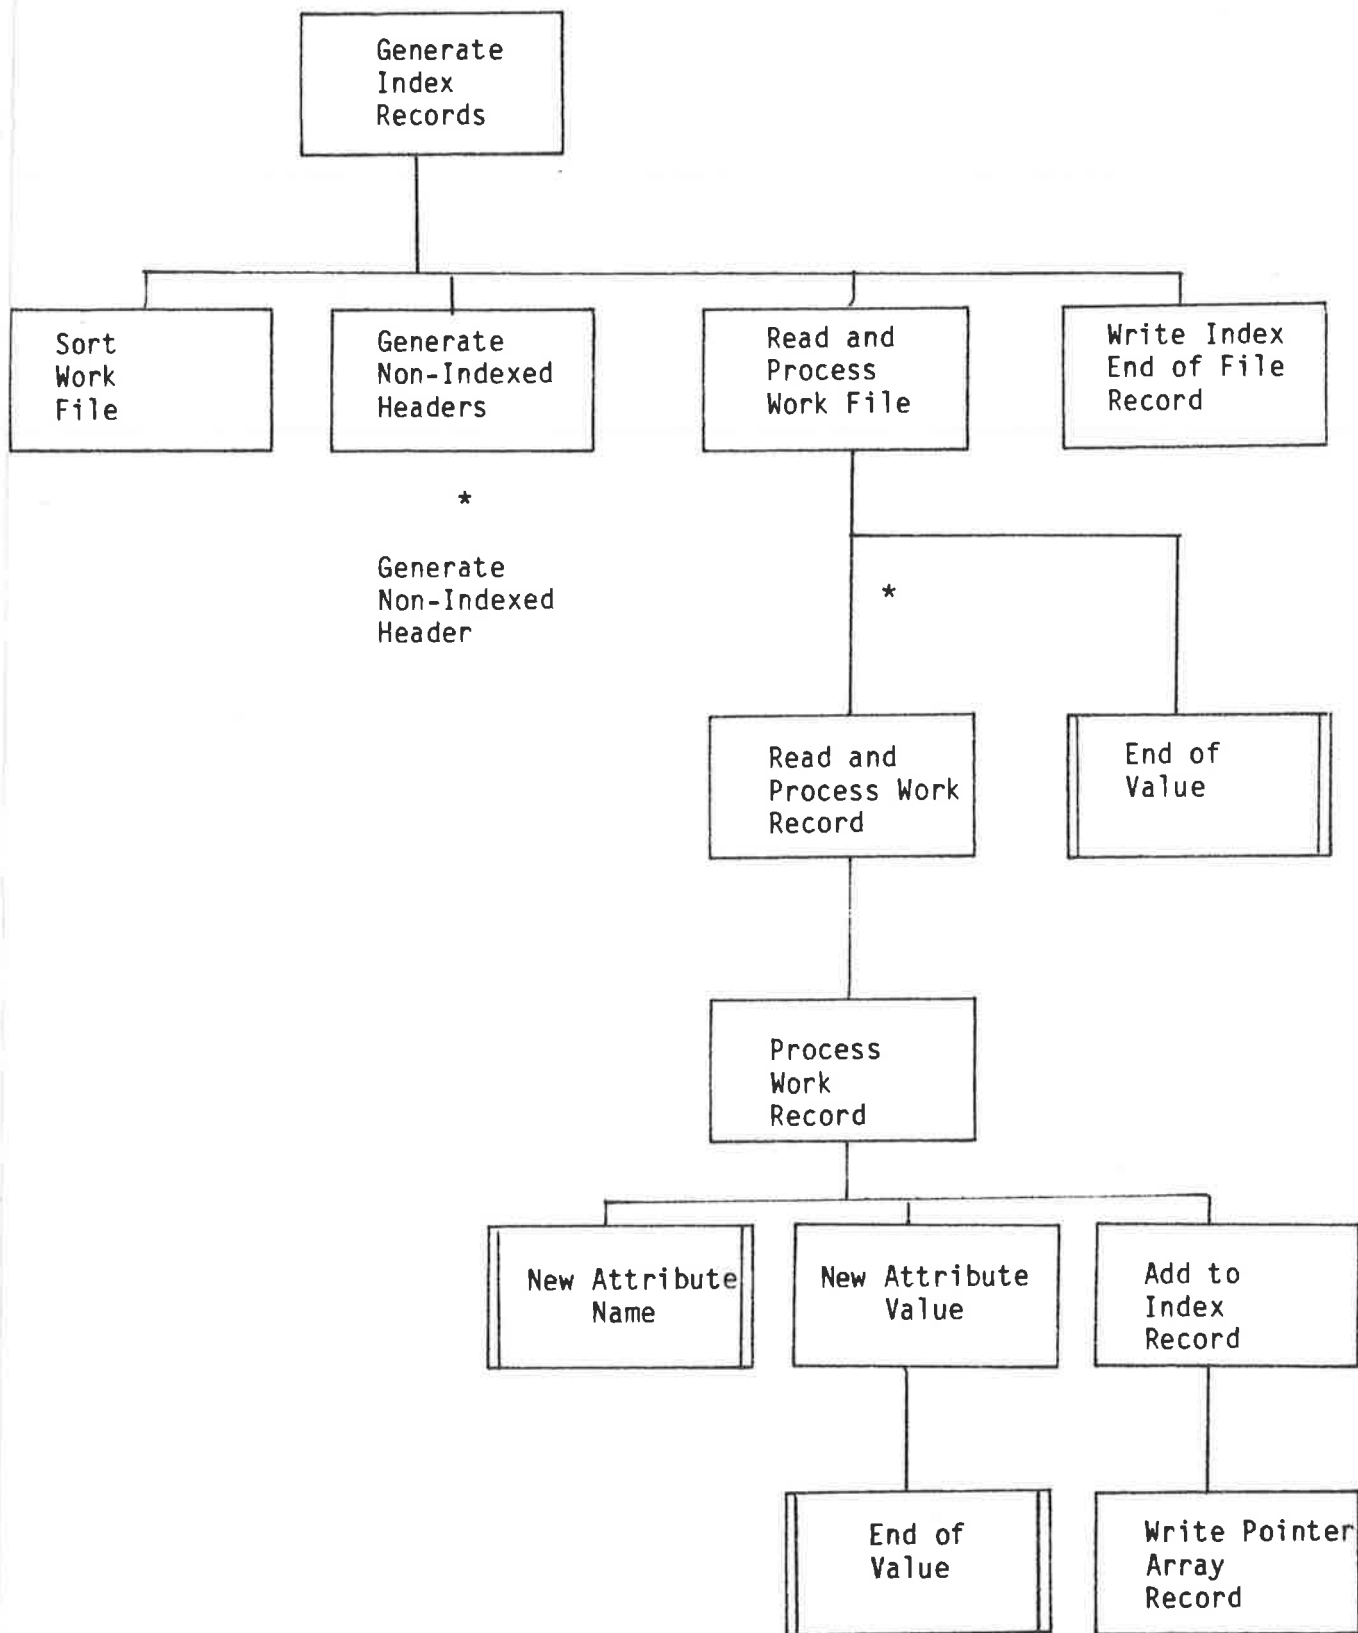 Generate
Index
Records
Sort
Work
File
Generate
Non-Indexed
Headers
Read and
Process
Work File
Write Index
End of File
Record
*
Generate
Non-Indexed
Header
*
Read and
Process Work
Record
End of
Value
Process
Work
Record
New Attribute
Name
New Attribute
Value
Add to
Index
Record
End of
Value
Write Pointer
Array
Record